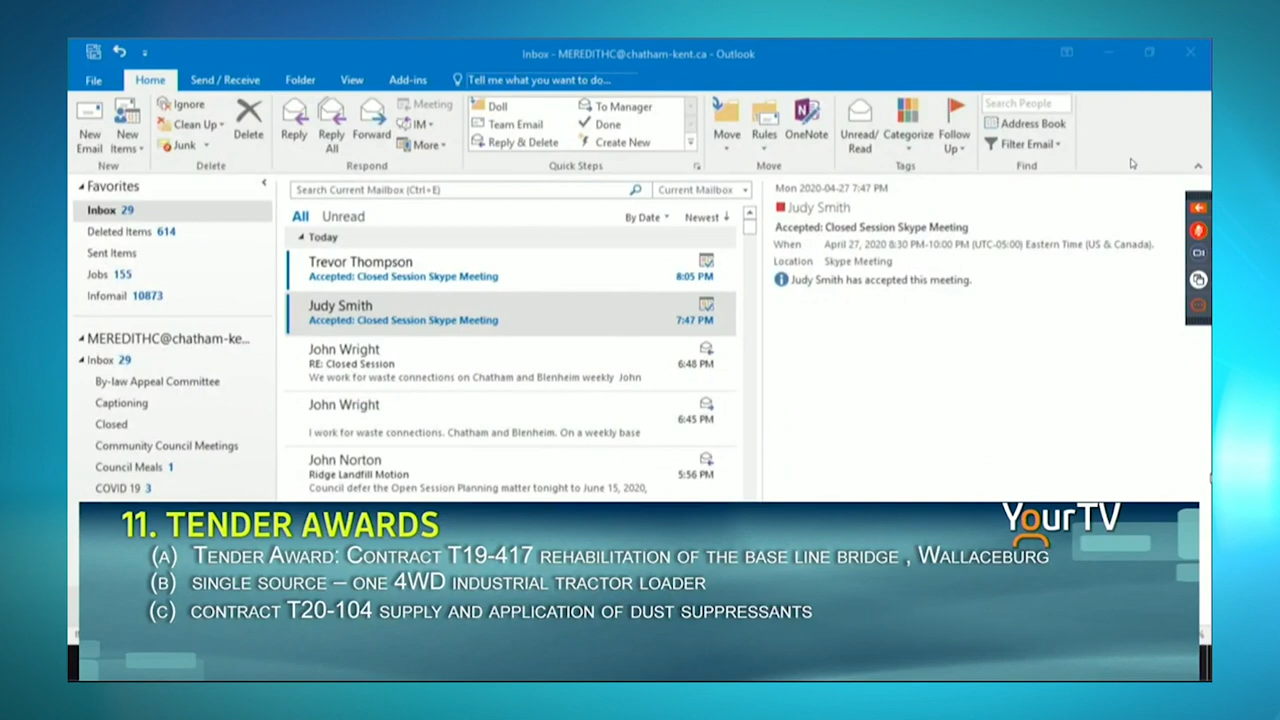 Inbox - MEREDITHC@chatham-kent.ca - Outlook
File Home Send / Receive Folder View Add-ins Tell me what you want to do...
New Email
New Items
New
Ignore
Clean Up
Junk
Delete
Delete
Reply
Reply All
Forward
Meeting
IM
More
Respond
Doll
Team Email
Reply & Delete
To Manager
Done
Create New
Quick Steps
Move
Rules
OneNote
Move
Unread/ Read
Categorize
Follow Up
Tags
Search People
Address Book
Filter Email
Find
Favorites
Inbox 29
Deleted Items 614
Sent Items
Jobs 155
Infomail 10873
MEREDITHC@chatham-ke...
Inbox 29
By-law Appeal Committee
Captioning
Closed
Community Council Meetings
Council Meals 1
COVID 19 3
Search Current Mailbox (Ctrl+E) Current Mailbox
All Unread By Date Newest
Today
Trevor Thompson
Accepted: Closed Session Skype Meeting 8:05 PM
Judy Smith
Accepted: Closed Session Skype Meeting 7:47 PM
John Wright
RE: Closed Session 6:48 PM
We work for waste connections on Chatham and Blenheim weekly John
John Wright
6:45 PM
I work for waste connections. Chatham and Blenheim. On a weekly base
John Norton
Ridge Landfill Motion 5:56 PM
Council defer the Open Session Planning matter tonight to June 15, 2020,
Mon 2020-04-27 7:47 PM
Judy Smith
Accepted: Closed Session Skype Meeting
When April 27, 2020 8:30 PM-10:00 PM (UTC-05:00) Eastern Time (US & Canada).
Location Skype Meeting
Judy Smith has accepted this meeting.
11. TENDER AWARDS
YourTV
(A) TENDER AWARD: CONTRACT T19-417 REHABILITATION OF THE BASE LINE BRIDGE , WALLACEBURG
(B) SINGLE SOURCE – ONE 4WD INDUSTRIAL TRACTOR LOADER
(C) CONTRACT T20-104 SUPPLY AND APPLICATION OF DUST SUPPRESSANTS